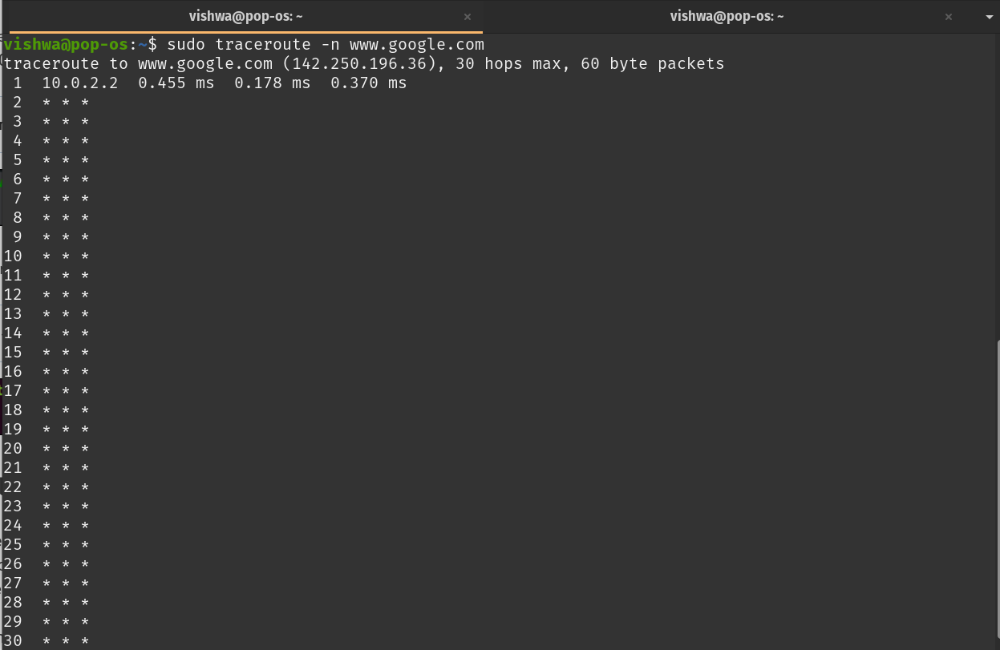 vishwa@pop-os: ~ × vishwa@pop-os: ~ ×
vishwa@pop-os:~$ sudo traceroute -n www.google.com
traceroute to www.google.com (142.250.196.36), 30 hops max, 60 byte packets
 1  10.0.2.2  0.455 ms  0.178 ms  0.370 ms
 2  * * *
 3  * * *
 4  * * *
 5  * * *
 6  * * *
 7  * * *
 8  * * *
 9  * * *
10  * * *
11  * * *
12  * * *
13  * * *
14  * * *
15  * * *
16  * * *
17  * * *
18  * * *
19  * * *
20  * * *
21  * * *
22  * * *
23  * * *
24  * * *
25  * * *
26  * * *
27  * * *
28  * * *
29  * * *
30  * * *